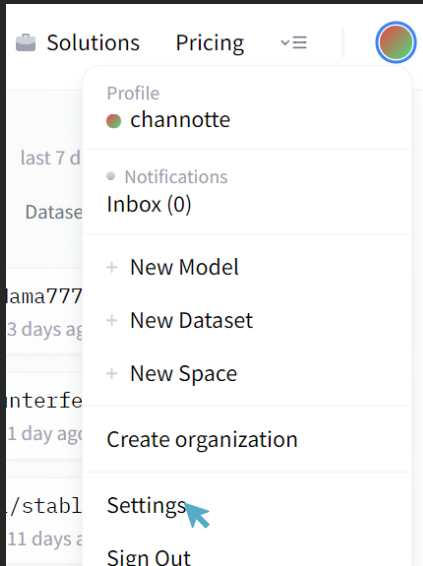 Solutions Pricing
Profile
channotte
last 7 d
Notifications
Inbox (0)
Datase
New Model
lama777
3 days ag
New Dataset
New Space
nterfe
1 day ago
Create organization
/stabl
Settings
11 days a
Sign Out